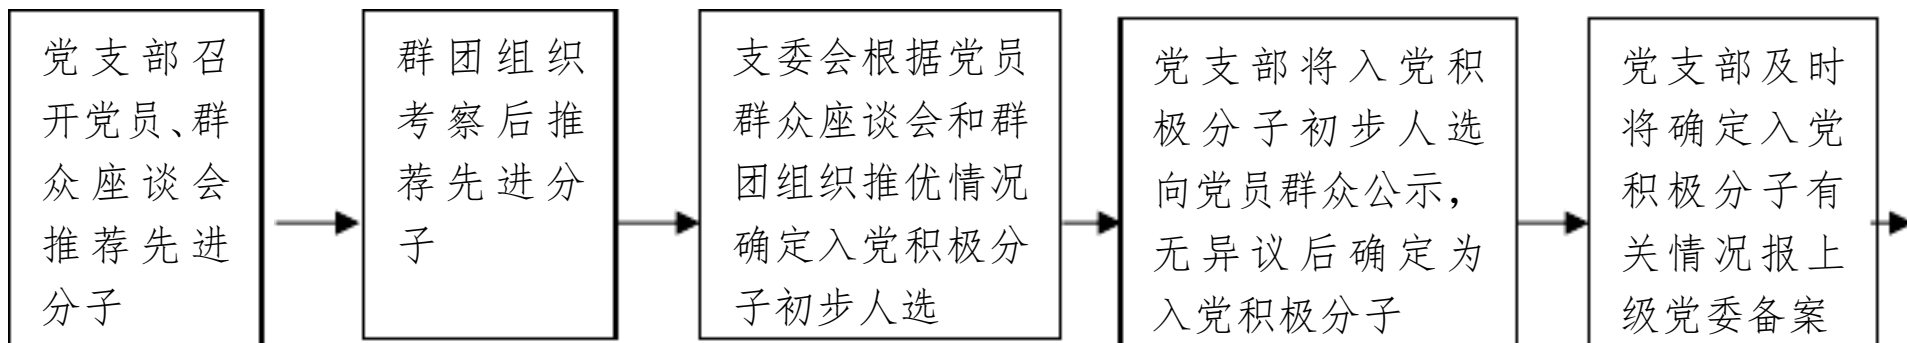 党支部召
开党员、群
众座谈会
推荐先进
分子
群团组织
考察后推
荐先进分
子
支委会根据党员
群众座谈会和群
团组织推优情况
确定入党积极分
子初步人选
党支部将入党积
极分子初步人选
向党员群众公示，
无异议后确定为
入党积极分子
党支部及时
将确定入党
积极分子有
关情况报上
级党委备案